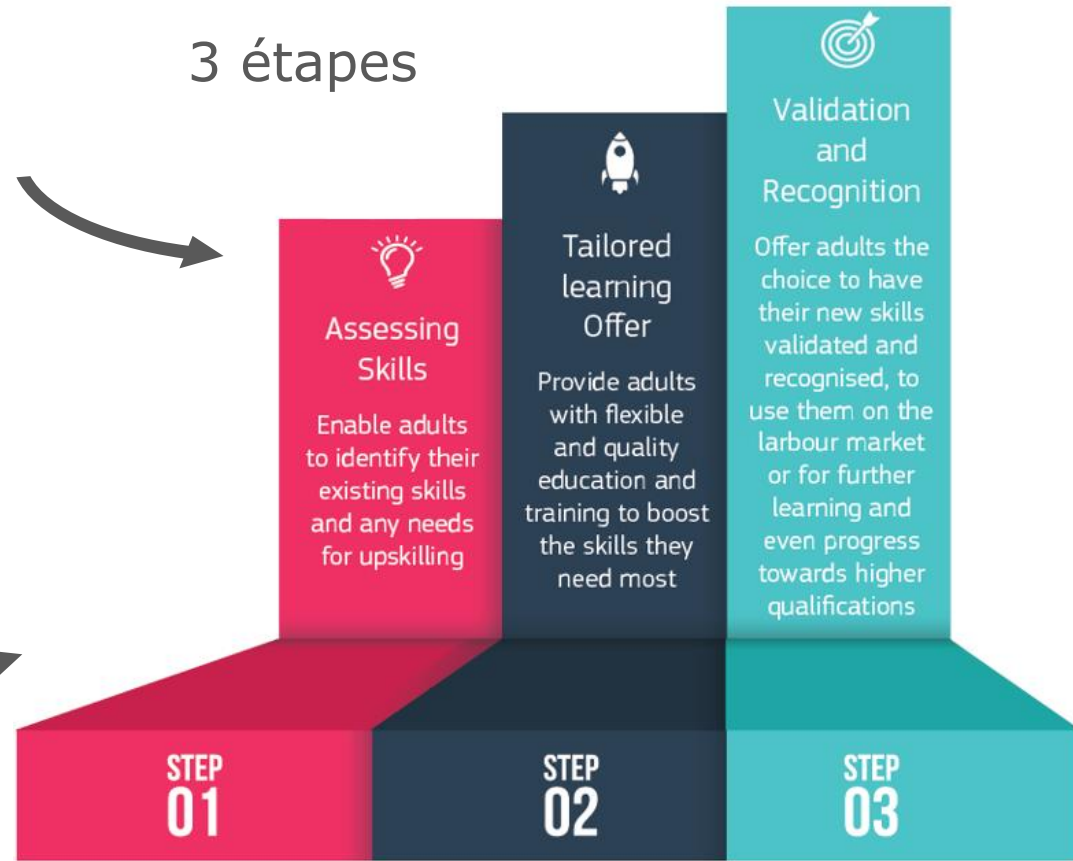 3 étapes
Assessing
Skills
Enable adults
to identify their
existing skills
and any needs
for upskilling
Tailored
learning
Offer
Provide adults
with flexible
and quality
education and
training to boost
the skills they
need most
Validation
and
Recognition
Offer adults the
choice to have
their new skills
validated and
recognised, to
use them on the
larbour market
or for further
learning and
even progress
towards higher
qualifications
STEP
01
STEP
02
STEP
03